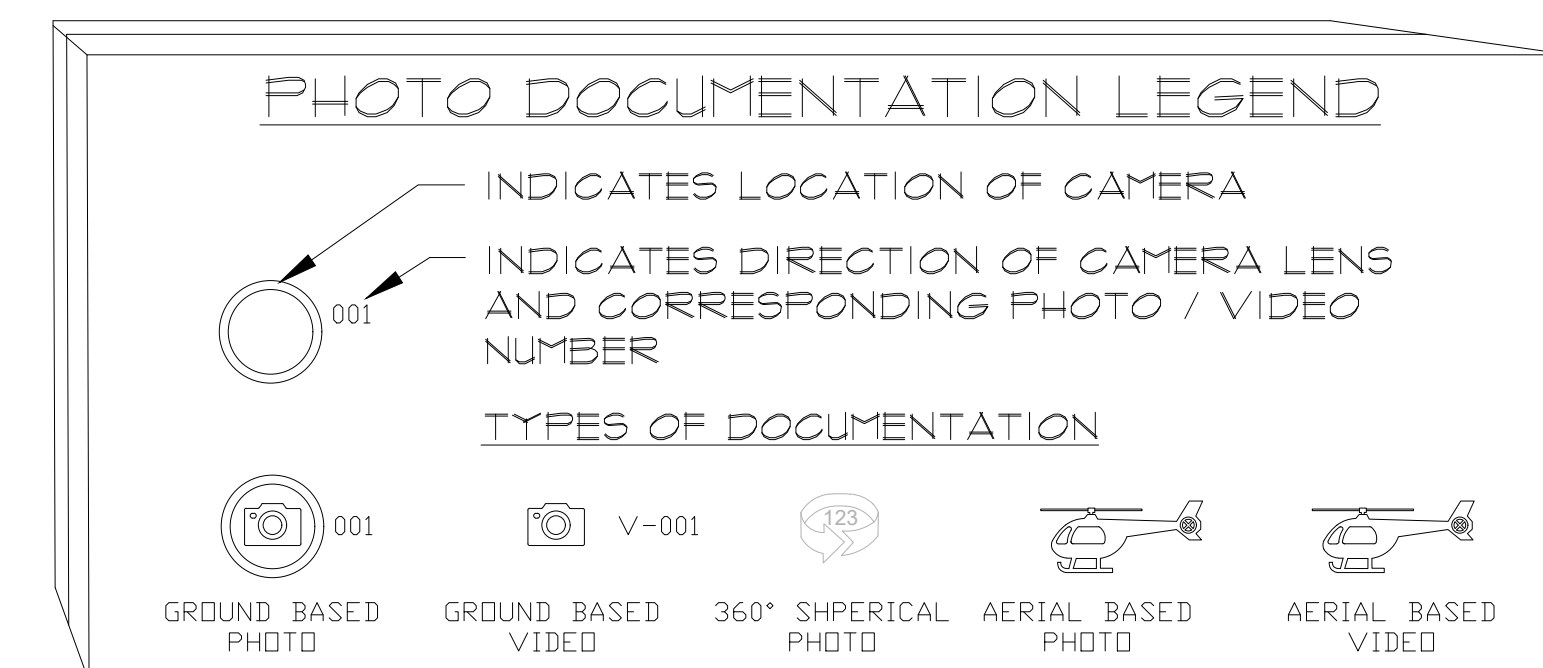 PHOTO DOCUMENTATION LEGEND
INDICATES LOCATION OF CAMERA
INDICATES DIRECTION OF CAMERA LENS
AND CORRESPONDING PHOTO / VIDEO
NUMBER
001
TYPES OF DOCUMENTATION
001
V-001
123
GROUND BASED
PHOTO
GROUND BASED
VIDEO
360° SHPERICAL
PHOTO
AERIAL BASED
PHOTO
AERIAL BASED
VIDEO